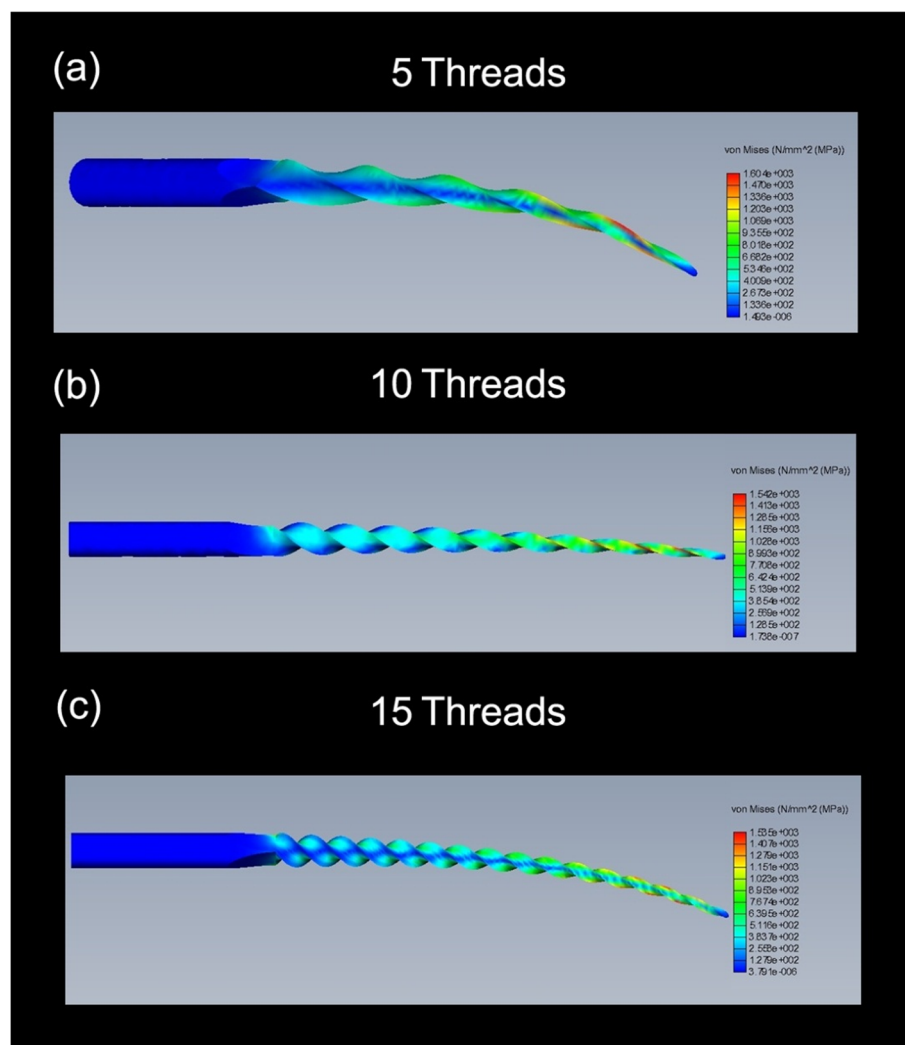 (a)
5 Threads
von Mises (N/mm^2 (MPa))
1.604e+003
1.470e+003
1.336e+003
1.203e+003
1.069e+003
9.355e+002
8.018e+002
6.682e+002
5.346e+002
4.009e+002
2.673e+002
1.336e+002
1.493e-006
(b)
10 Threads
von Mises (N/mm^2 (MPa))
1.542e+003
1.413e+003
1.285e+003
1.156e+003
1.028e+003
8.993e+002
7.708e+002
6.424e+002
5.139e+002
3.854e+002
2.569e+002
1.285e+002
1.738e-007
(c)
15 Threads
von Mises (N/mm^2 (MPa))
1.535e+003
1.407e+003
1.279e+003
1.151e+003
1.023e+003
8.953e+002
7.674e+002
6.395e+002
5.116e+002
3.837e+002
2.558e+002
1.279e+002
3.791e-006